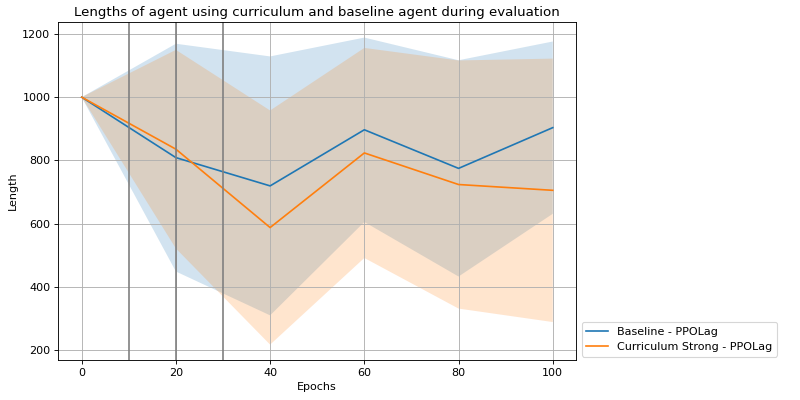 Lengths of agent using curriculum and baseline agent during evaluation
1200
1000
800
600
400
200
Length
0 20 40 60 80 100
Epochs
Baseline - PPOLag
Curriculum Strong - PPOLag